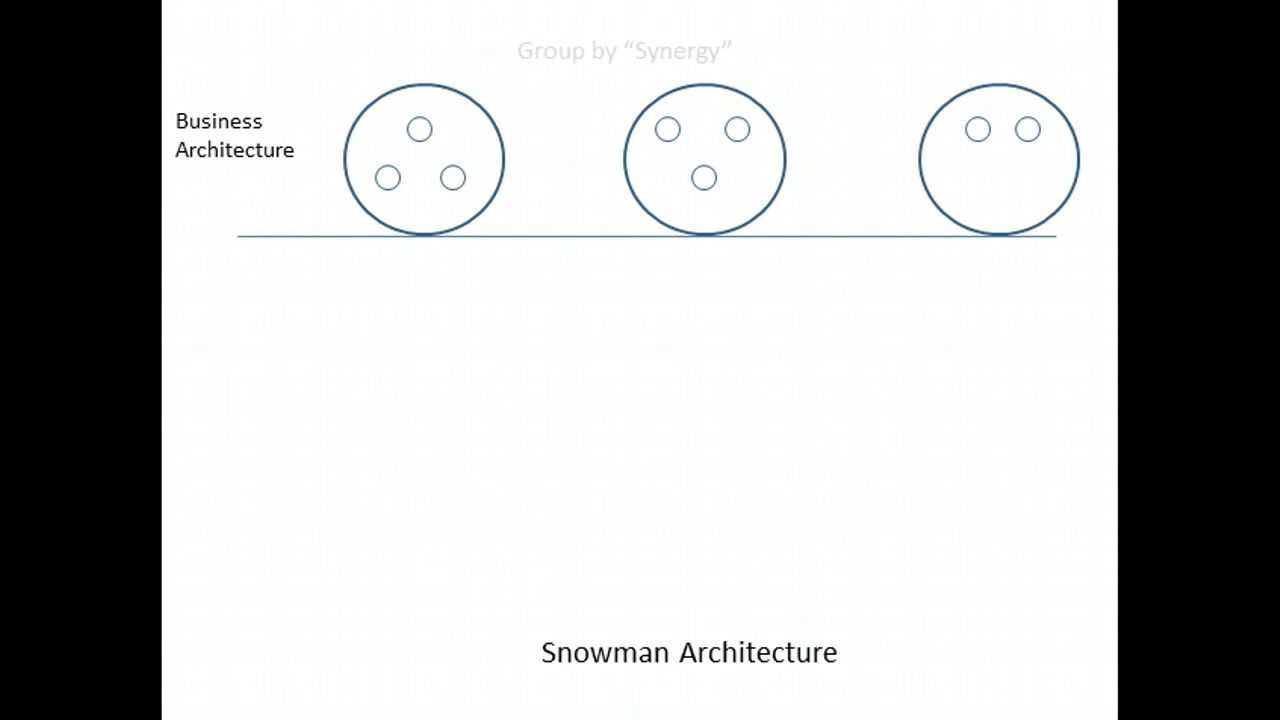 Group by “Synergy”
Business
Architecture
Snowman Architecture